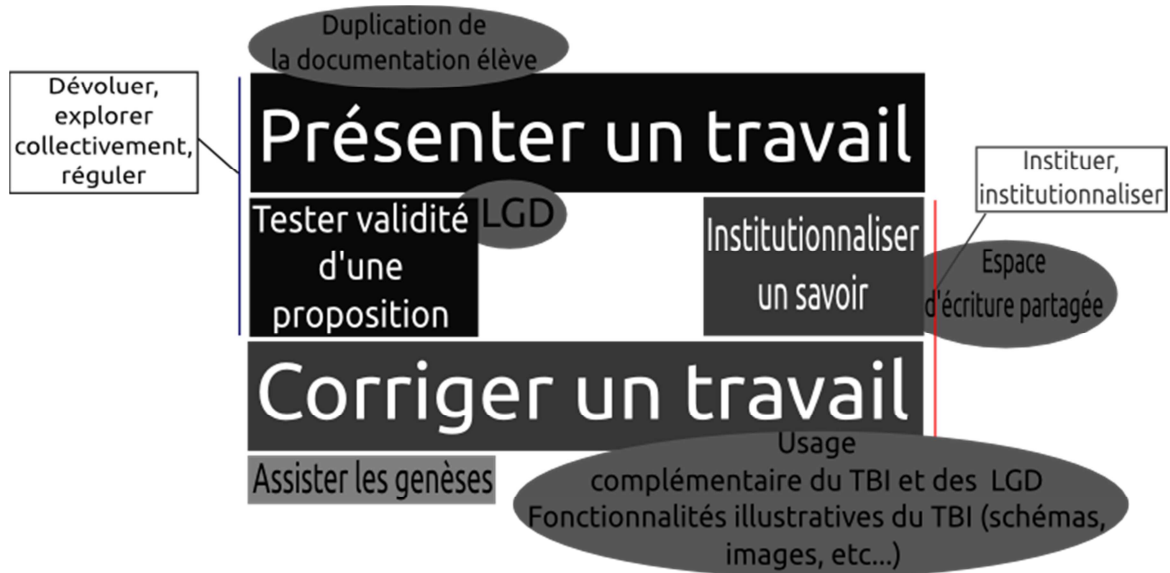 Duplication de
la documentation élève
Dévoluer,
explorer
collectivement,
réguler
Présenter un travail
Instituer,
institutionnaliser
Tester validité
d'une
proposition
LGD
Institutionnaliser
un savoir
Espace
d'écriture partagée
Corriger un travail
Assister les genèses
Usage
complémentaire du TBI et des LGD
Fonctionnalités illustratives du TBI (schémas,
images, etc...)